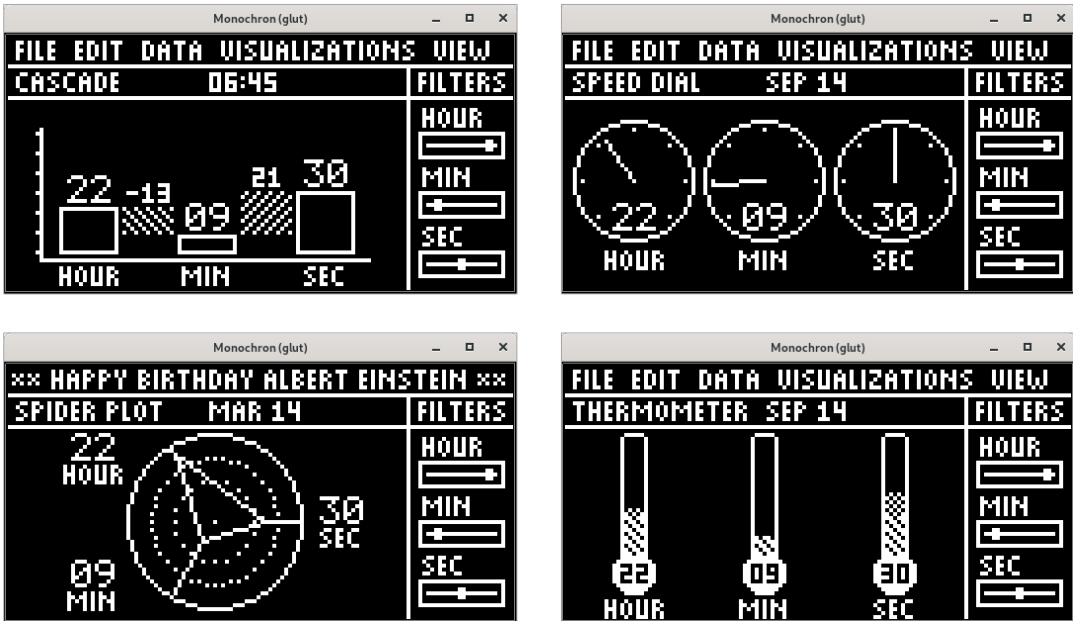 Monochron (glut)
FILE EDIT DATA VISUALIZATIONS VIEW
CASCADE 06:45 FILTERS
HOUR
MIN
SEC
22 -13 09 21 30
HOUR MIN SEC
Monochron (glut)
FILE EDIT DATA VISUALIZATIONS VIEW
SPEED DIAL SEP 14 FILTERS
HOUR
MIN
SEC
22 09 30
HOUR MIN SEC
Monochron (glut)
×× HAPPY BIRTHDAY ALBERT EINSTEIN ××
SPIDER PLOT MAR 14 FILTERS
HOUR
MIN
SEC
22
HOUR
30
SEC
09
MIN
Monochron (glut)
FILE EDIT DATA VISUALIZATIONS VIEW
THERMOMETER SEP 14 FILTERS
HOUR
MIN
SEC
22 09 30
HOUR MIN SEC